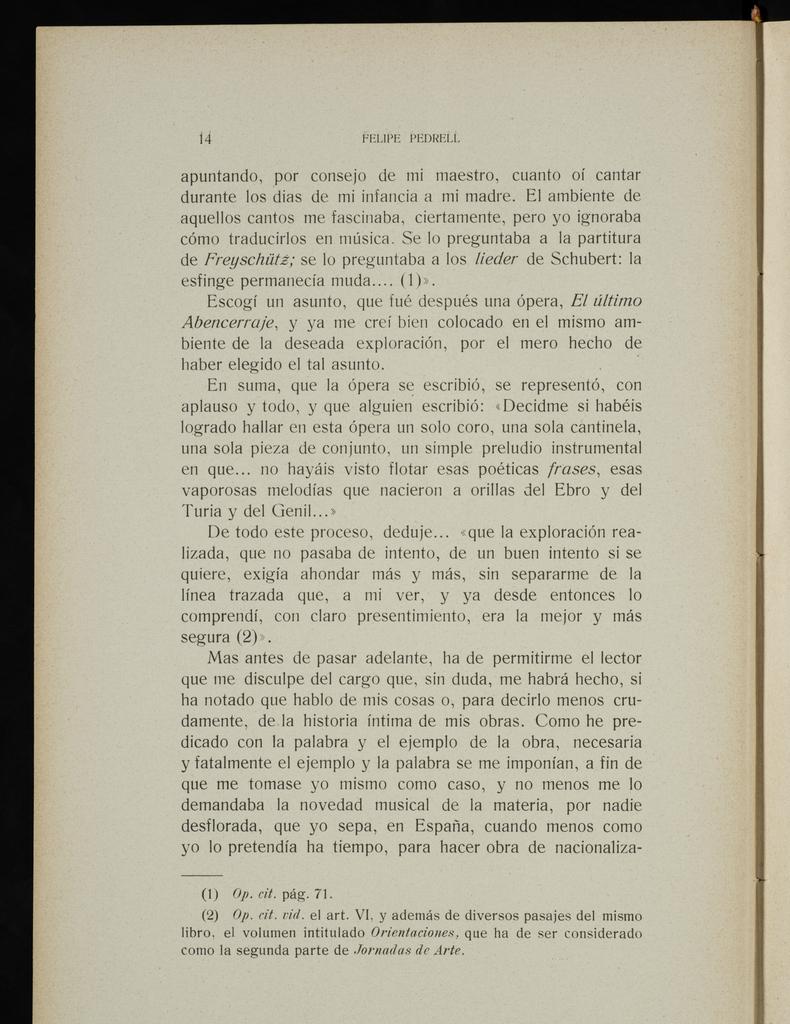 14 FELIPE PEDRELL
apuntando, por consejo de mi maestro, cuanto oí cantar
durante los dias de mi infancia a mi madre. El ambiente de
aquellos cantos me fascinaba, ciertamente, pero yo ignoraba
cómo traducirlos en música. Se lo preguntaba a la partitura
de Freyschütz; se lo preguntaba a los lieder de Schubert: la
esfinge permanecía muda.... (1)».
Escogí un asunto, que fué después una ópera, El último
Abencerraje, y ya me creí bien colocado en el mismo am-
biente de la deseada exploración, por el mero hecho de
haber elegido el tal asunto.
En suma, que la ópera se escribió, se representó, con
aplauso y todo, y que alguien escribió: «Decidme si habéis
logrado hallar en esta ópera un solo coro, una sola cantinela,
una sola pieza de conjunto, un simple preludio instrumental
en que... no hayáis visto flotar esas poéticas frases, esas
vaporosas melodías que nacieron a orillas del Ebro y del
Turia y del Genil...»
De todo este proceso, deduje... «que la exploración rea-
lizada, que no pasaba de intento, de un buen intento si se
quiere, exigía ahondar más y más, sin separarme de la
línea trazada que, a mi ver, y ya desde entonces lo
comprendí, con claro presentimiento, era la mejor y más
segura (2)».
Mas antes de pasar adelante, ha de permitirme el lector
que me disculpe del cargo que, sin duda, me habrá hecho, si
ha notado que hablo de mis cosas o, para decirlo menos cru-
damente, de la historia íntima de mis obras. Como he pre-
dicado con la palabra y el ejemplo de la obra, necesaria
y fatalmente el ejemplo y la palabra se me imponían, a fin de
que me tomase yo mismo como caso, y no menos me lo
demandaba la novedad musical de la materia, por nadie
desflorada, que yo sepa, en España, cuando menos como
yo lo pretendía ha tiempo, para hacer obra de nacionaliza-
(1) Op. cit. pág. 71.
(2) Op. cit. vid. el art. VI, y además de diversos pasajes del mismo
libro, el volumen intitulado Orientaciones, que ha de ser considerado
como la segunda parte de Jornadas de Arte.